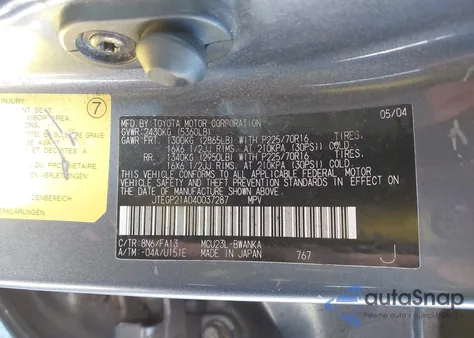 NJURY
7
MFD. BY: TOYOTA MOTOR CORPORATION 05/04
GVWR: 2430KG (5360LB)
GAWR FRT. 1300KG (2865LB) WITH P225/70R16 TIRES.
16X6 1/2JJ RIMS. AT 210KPA (30PSI) COLD.
RR. 1340KG (2950LB) WITH P225/70R16 TIRES.
16X6 1/2JJ RIMS. AT 210KPA (30PSI) COLD.
THIS VEHICLE CONFORMS TO ALL APPLICABLE FEDERAL MOTOR
VEHICLE SAFETY AND BUMPER STANDARDS IN EFFECT ON THE
DATE OF MANUFACTURE SHOWN ABOVE.
JTEGP21A040037287 MPV
C/TR: 8N6/FA13 MCU23L-BWANKA
A/TM: -04A/U151E MADE IN JAPAN 767 J
autoSnap